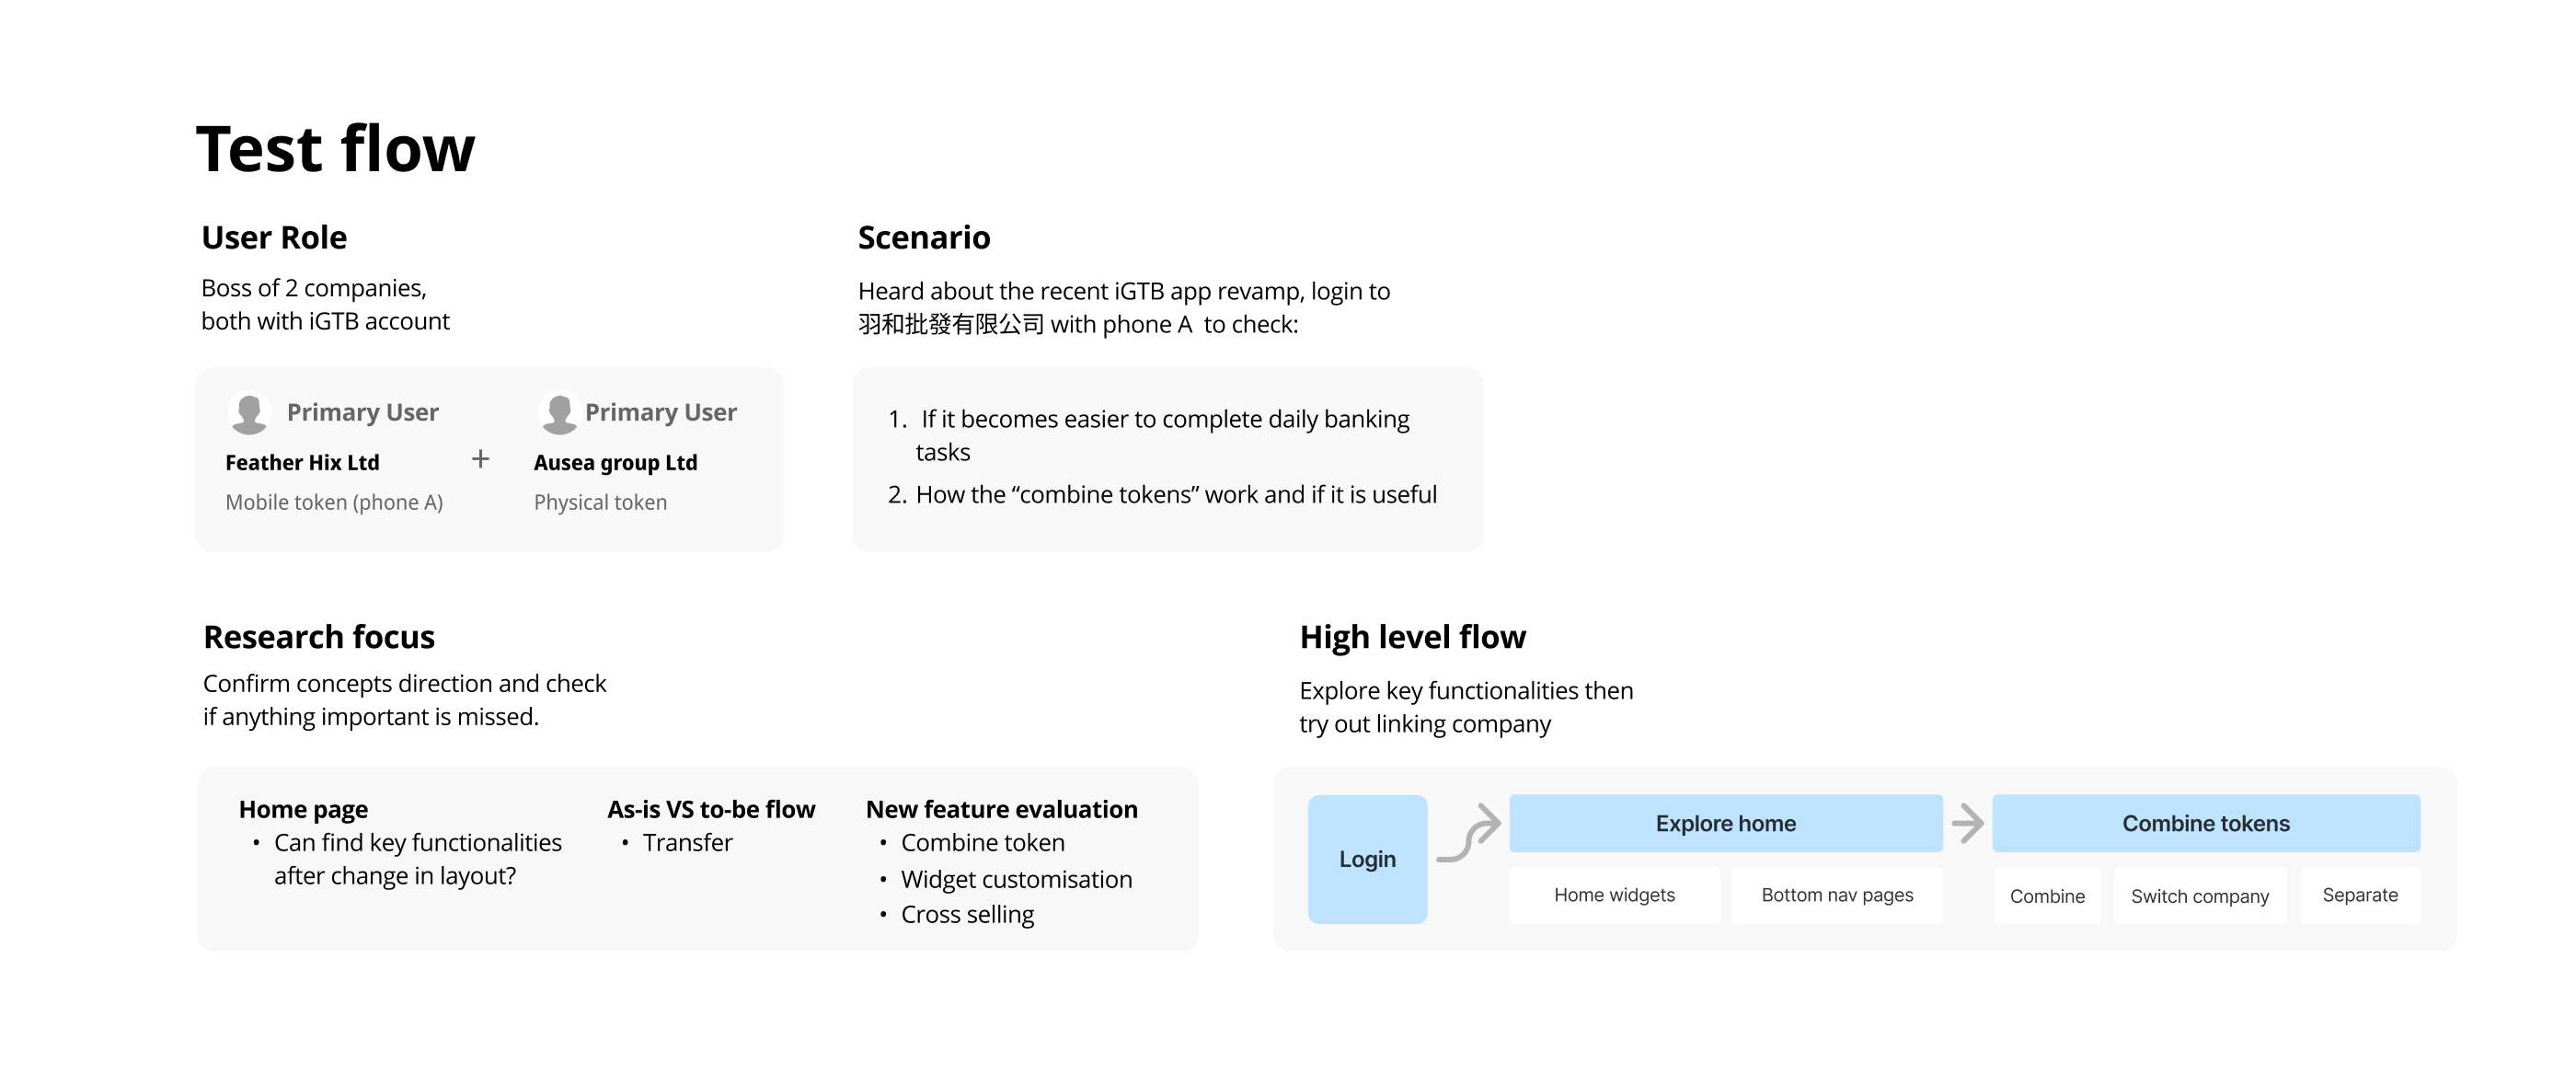 Test flow
User Role
Boss of 2 companies,
both with iGTB account
Primary User
Feather Hix Ltd
Mobile token (phone A)
+
Primary User
Ausea group Ltd
Physical token
Scenario
Heard about the recent iGTB app revamp, login to
羽和批發有限公司 with phone A  to check:
1. If it becomes easier to complete daily banking
tasks
2. How the “combine tokens” work and if it is useful
Research focus
Confirm concepts direction and check
if anything important is missed.
Home page
• Can find key functionalities
after change in layout?
As-is VS to-be flow
• Transfer
New feature evaluation
• Combine token
• Widget customisation
• Cross selling
High level flow
Explore key functionalities then
try out linking company
Login
Explore home
Home widgets
Bottom nav pages
Combine tokens
Combine
Switch company
Separate